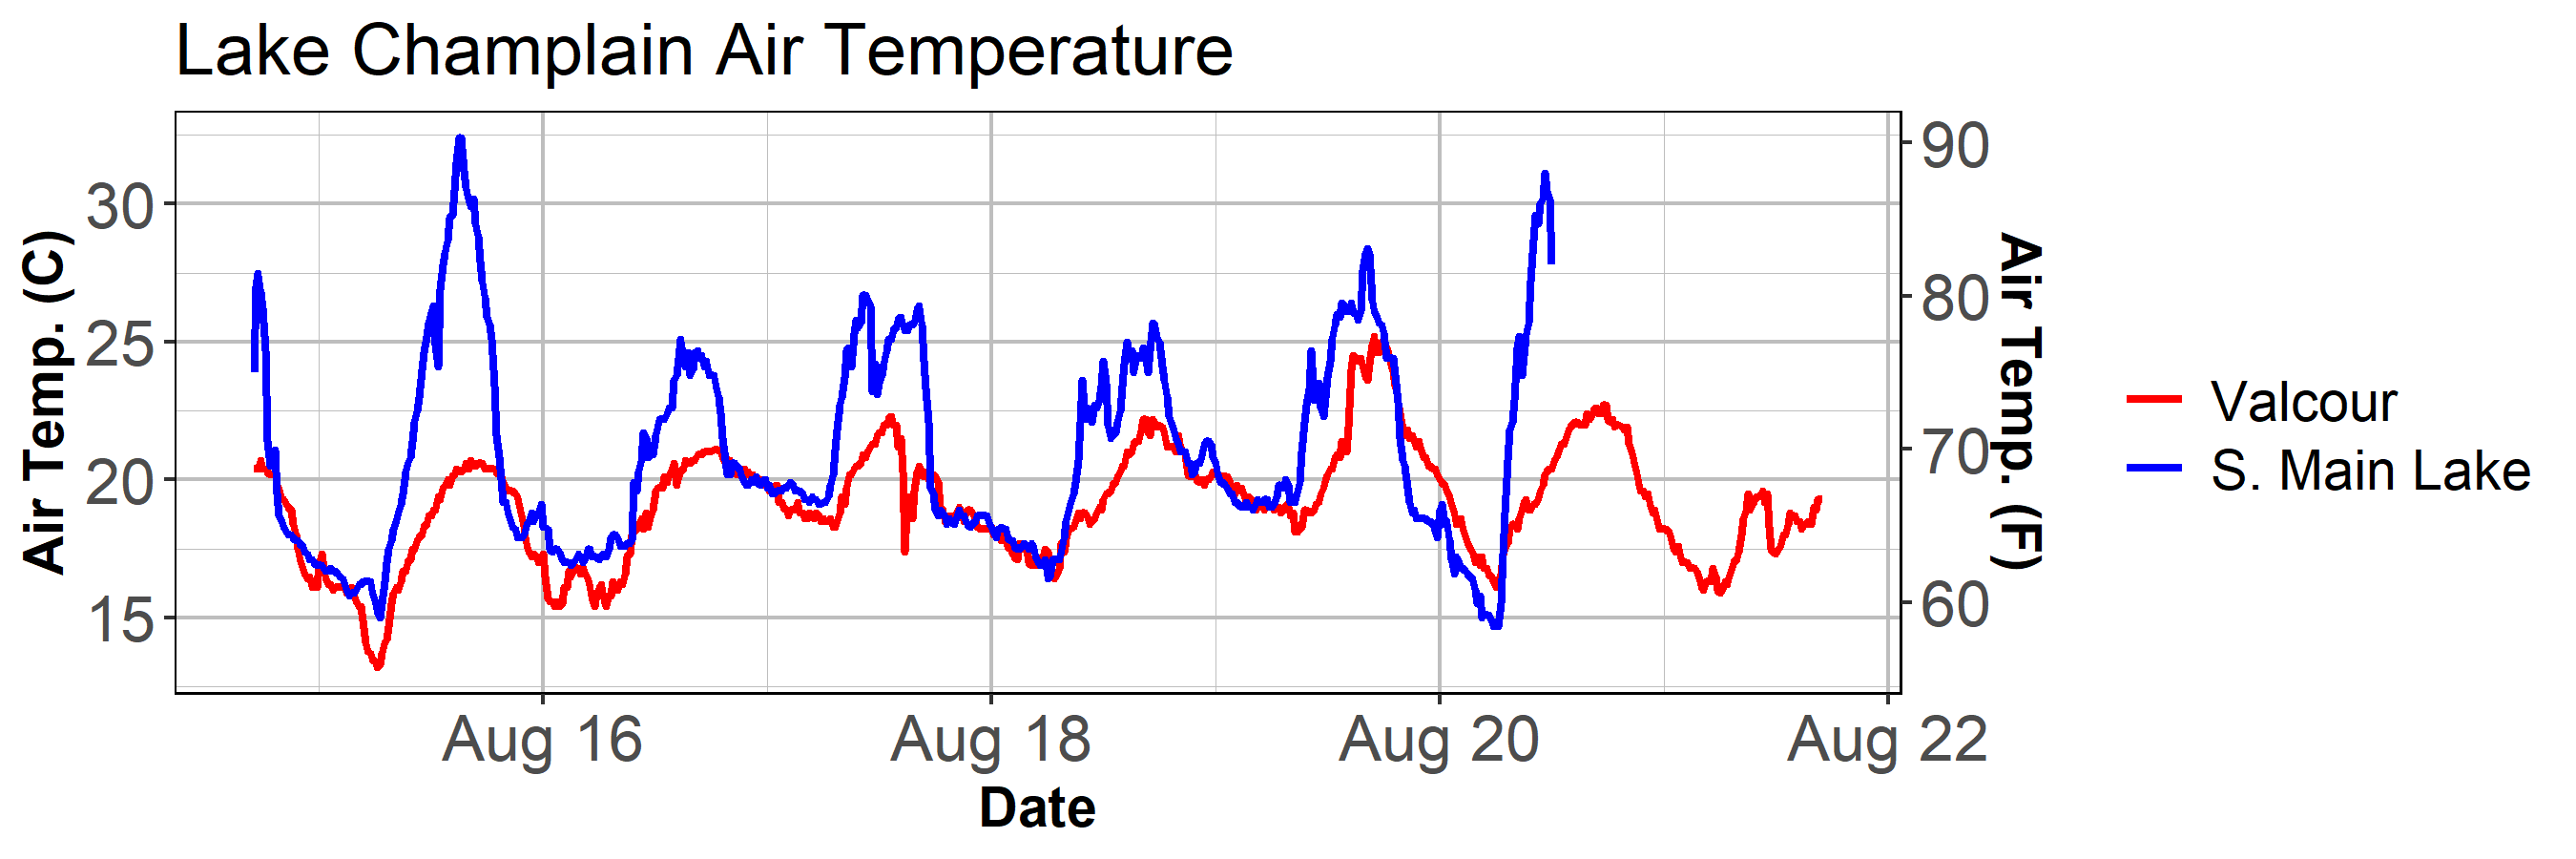 Lake Champlain Air Temperature
Air Temp. (C)
30
25
20
15
90
80
70
60
Air Temp. (F)
Aug 16
Aug 18
Aug 20
Aug 22
Date
Valcour
S. Main Lake